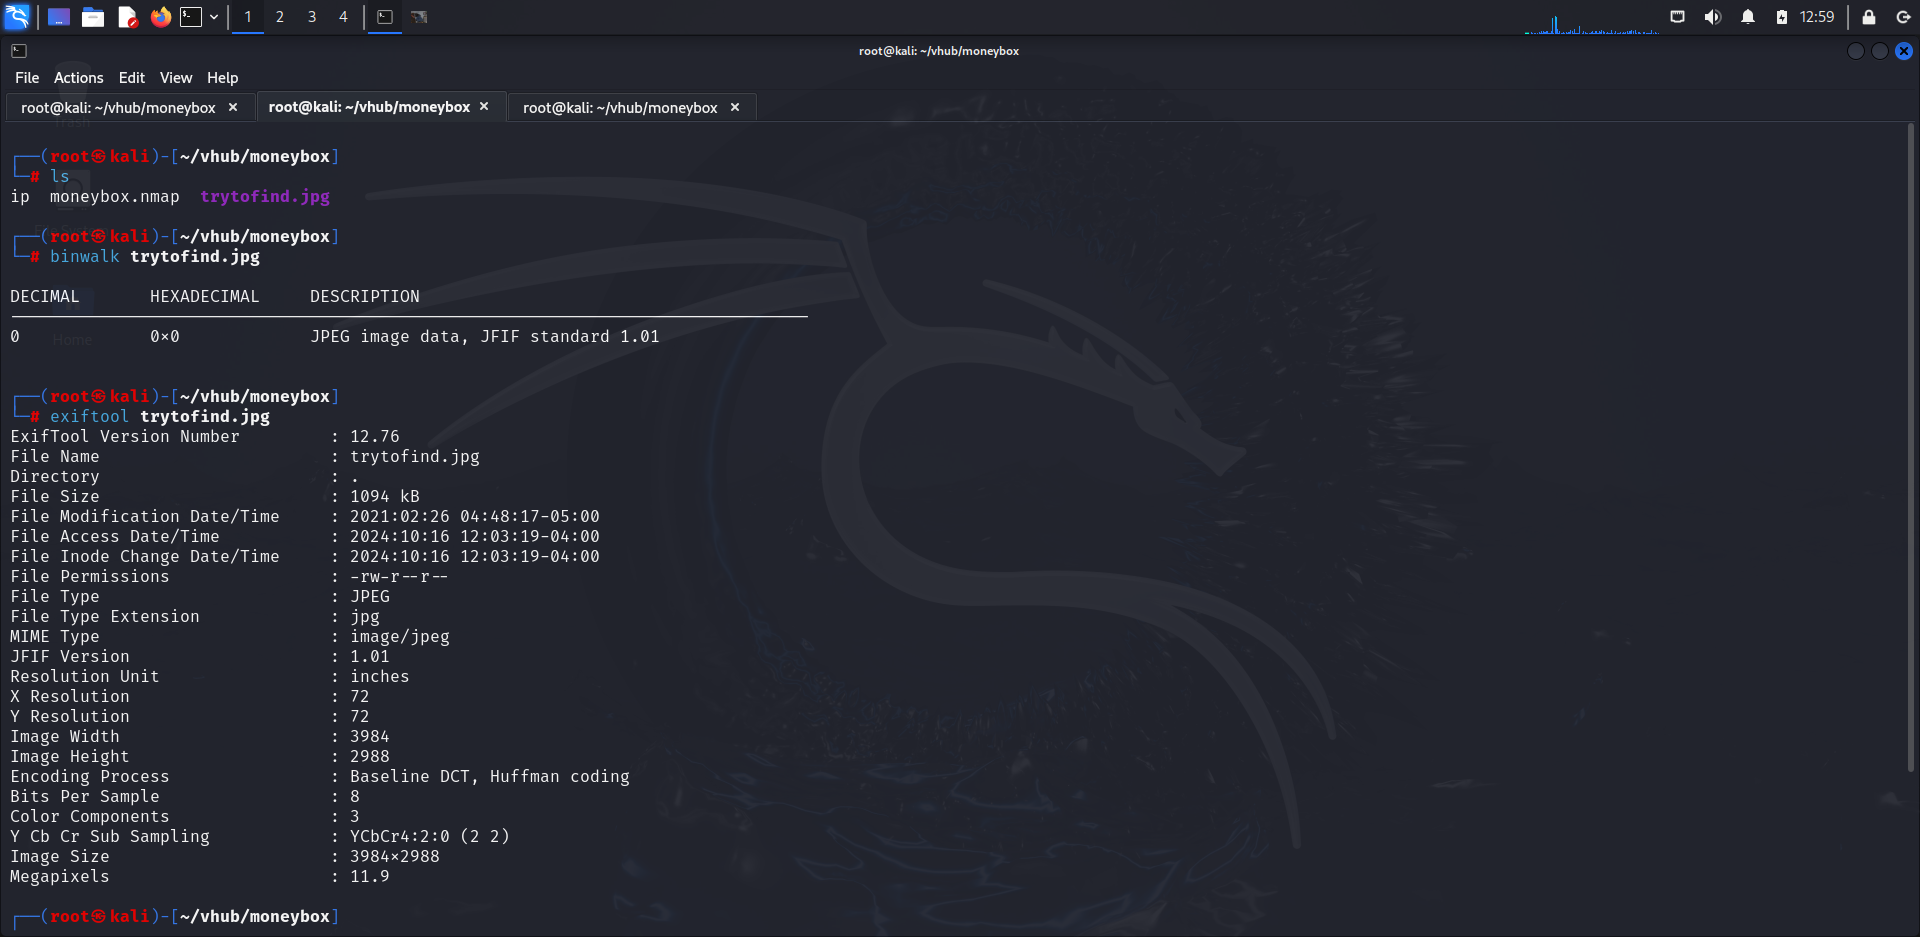 1 2 3 4 12:59
root@kali: ~/vhub/moneybox
File Actions Edit View Help
root@kali: ~/vhub/moneybox × root@kali: ~/vhub/moneybox × root@kali: ~/vhub/moneybox ×
┌──(root㉿kali)-[~/vhub/moneybox]
└─# ls
ip moneybox.nmap trytofind.jpg
┌──(root㉿kali)-[~/vhub/moneybox]
└─# binwalk trytofind.jpg
DECIMAL HEXADECIMAL DESCRIPTION
0 0×0 JPEG image data, JFIF standard 1.01
Home
┌──(root㉿kali)-[~/vhub/moneybox]
└─# exiftool trytofind.jpg
ExifTool Version Number : 12.76
File Name : trytofind.jpg
Directory : .
File Size : 1094 kB
File Modification Date/Time : 2021:02:26 04:48:17-05:00
File Access Date/Time : 2024:10:16 12:03:19-04:00
File Inode Change Date/Time : 2024:10:16 12:03:19-04:00
File Permissions : -rw-r--r--
File Type : JPEG
File Type Extension : jpg
MIME Type : image/jpeg
JFIF Version : 1.01
Resolution Unit : inches
X Resolution : 72
Y Resolution : 72
Image Width : 3984
Image Height : 2988
Encoding Process : Baseline DCT, Huffman coding
Bits Per Sample : 8
Color Components : 3
Y Cb Cr Sub Sampling : YCbCr4:2:0 (2 2)
Image Size : 3984×2988
Megapixels : 11.9
┌──(root㉿kali)-[~/vhub/moneybox]